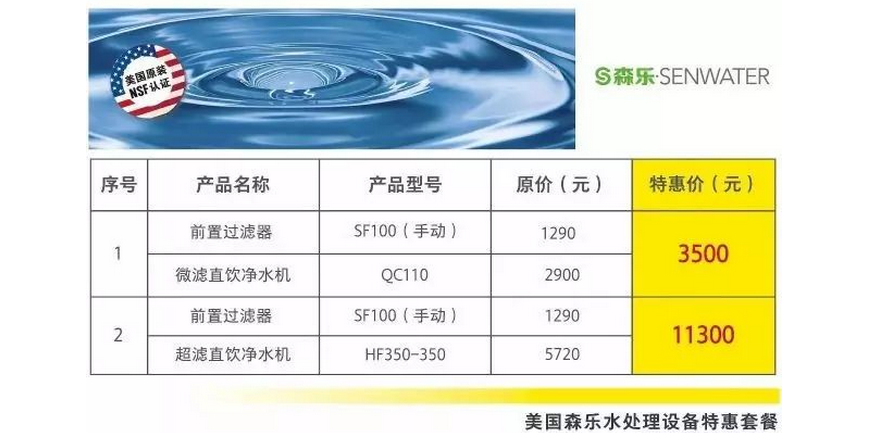 美国原装
NSF认证
S森乐·SENWATER
序号 产品名称 产品型号 原价（元） 特惠价（元）
1 前置过滤器 SF100（手动） 1290 3500
微滤直饮净水机 QC110 2900
2 前置过滤器 SF100（手动） 1290 11300
超滤直饮净水机 HF350-350 5720
美国森乐水处理设备特惠套餐